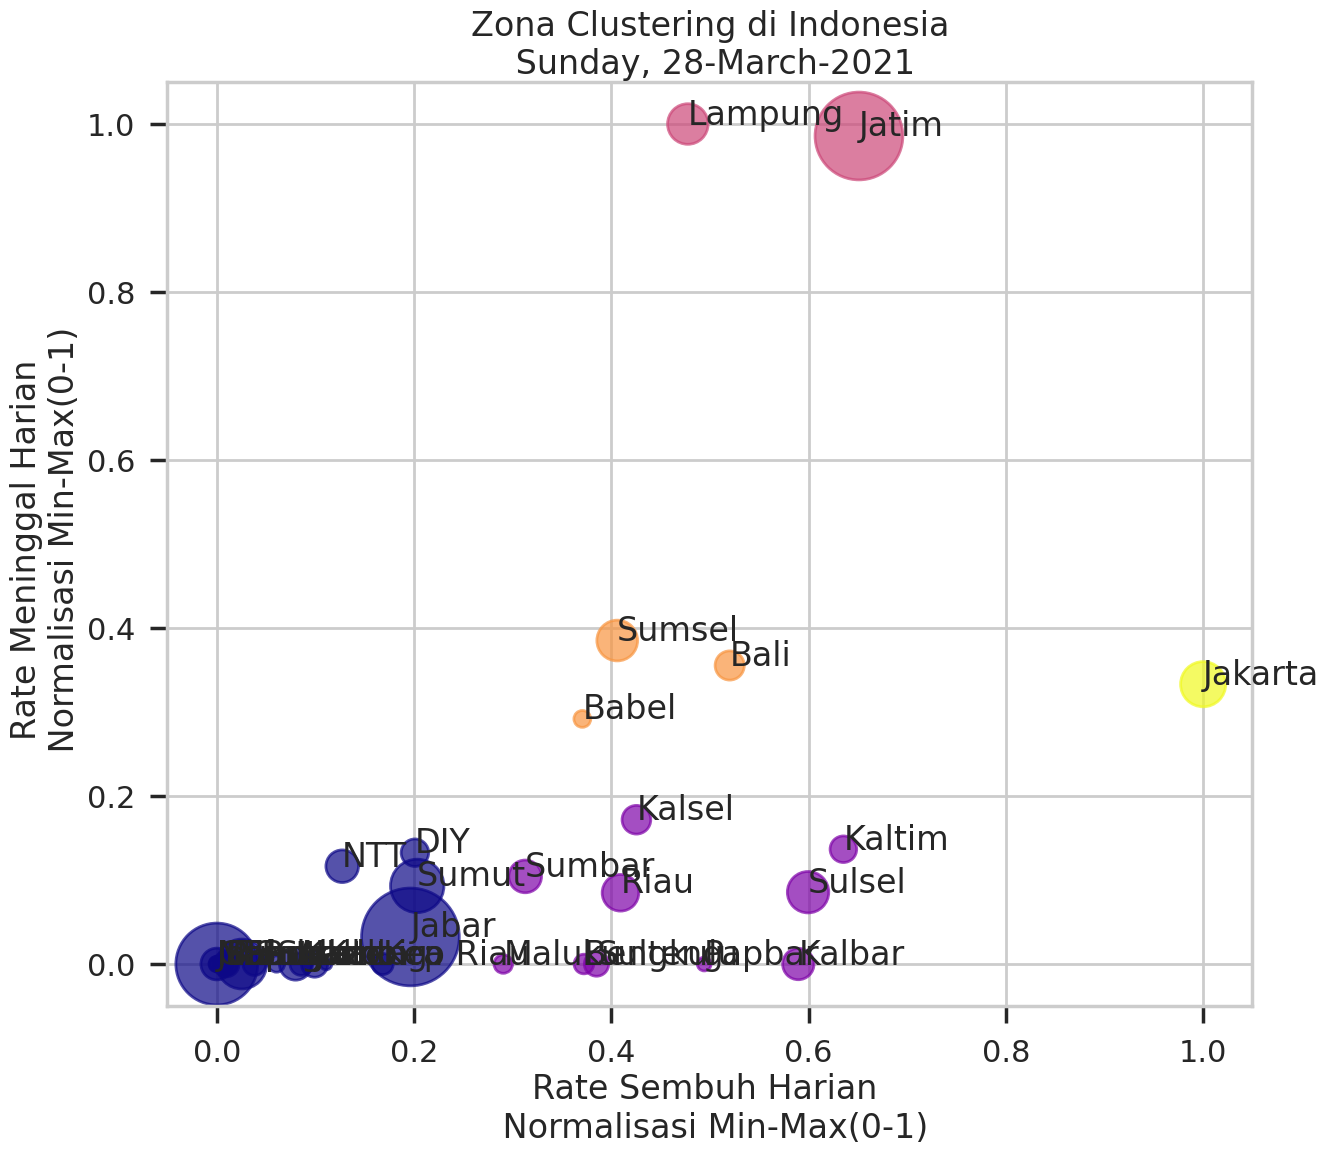 Zona Clustering di Indonesia
Sunday, 28-March-2021
Rate Meninggal Harian
Normalisasi Min-Max(0-1)
1.0
0.8
0.6
0.4
0.2
0.0
Lampung
Jatim
Sumsel
Bali
Jakarta
Babel
Kalsel
Kaltim
NTT
DIY
Sumbar
Sumut
Riau
Sulsel
Jabar
Kep Riau
Maluku
Papbar
Kalbar
0.0 0.2 0.4 0.6 0.8 1.0
Rate Sembuh Harian
Normalisasi Min-Max(0-1)